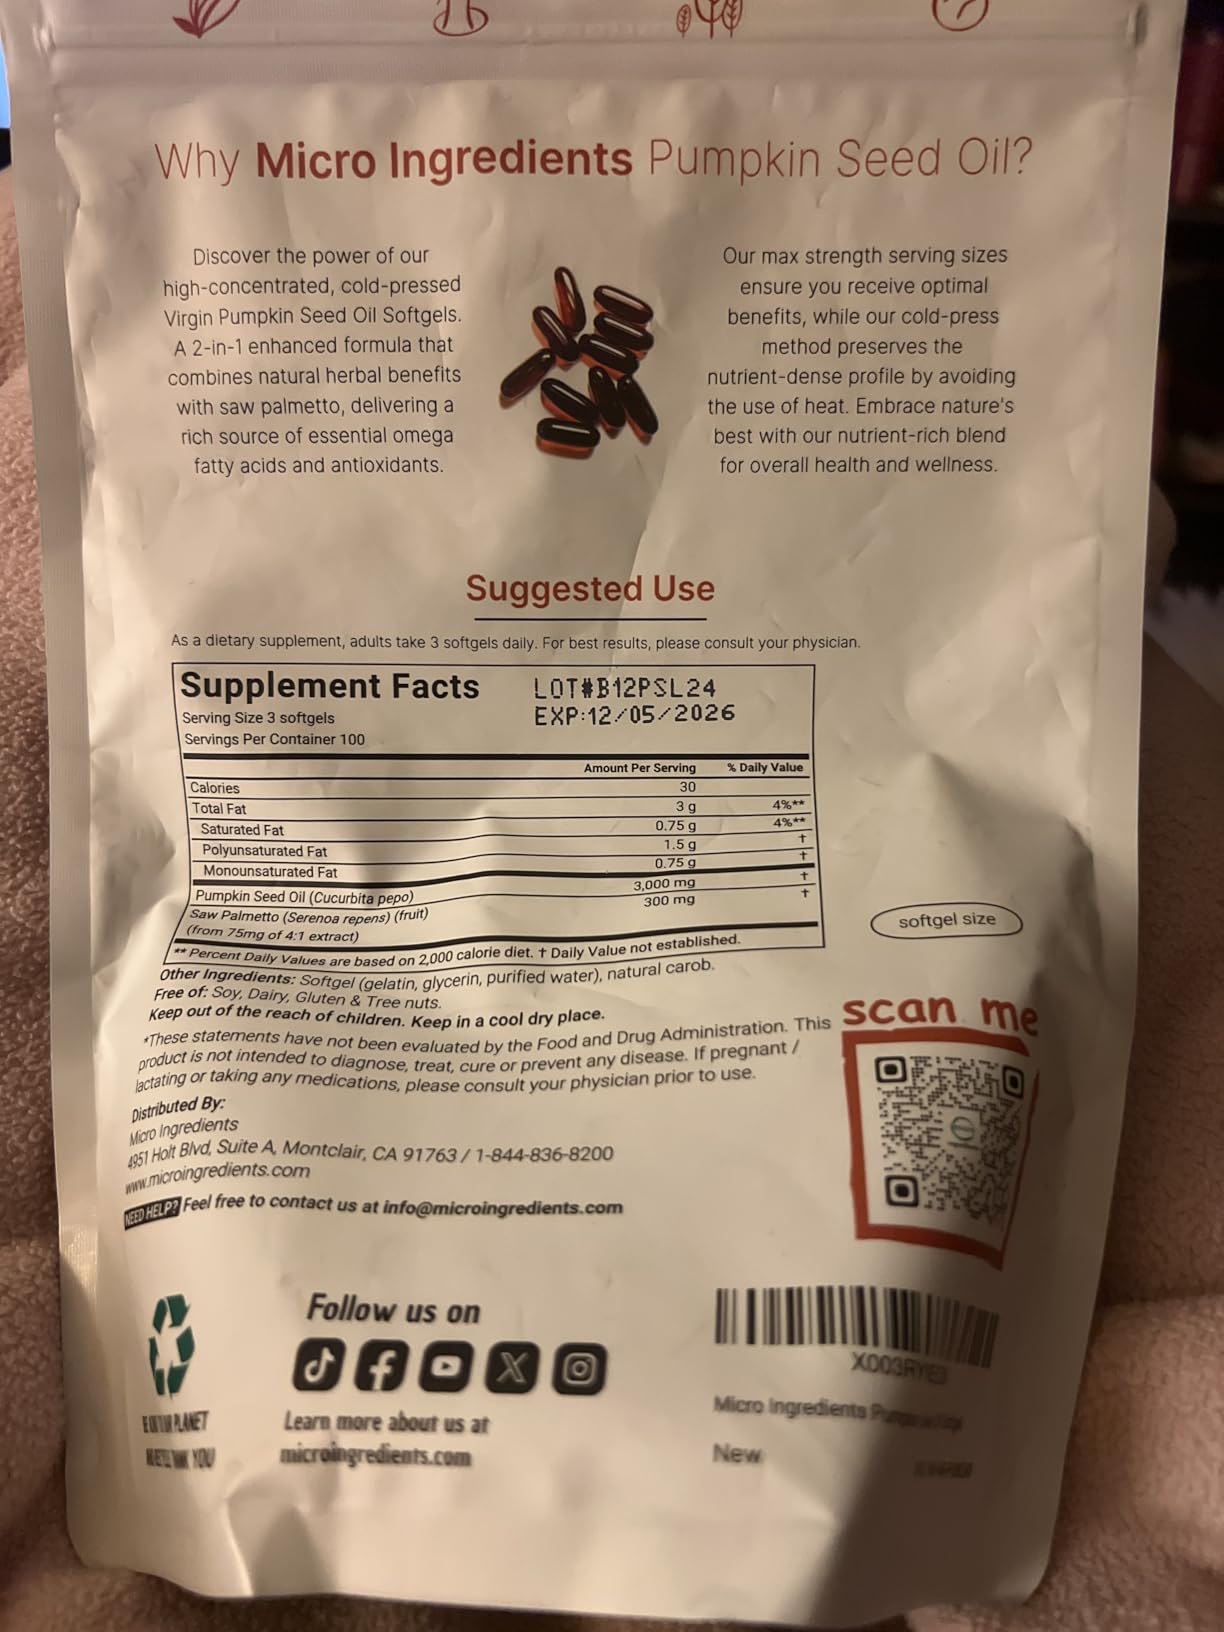 Why Micro Ingredients Pumpkin Seed Oil?
Discover the power of our
high-concentrated, cold-pressed
Virgin Pumpkin Seed Oil Softgels.
A 2-in-1 enhanced formula that
combines natural herbal benefits
with saw palmetto, delivering a
rich source of essential omega
fatty acids and antioxidants.
Our max strength serving sizes
ensure you receive optimal
benefits, while our cold-press
method preserves the
nutrient-dense profile by avoiding
the use of heat. Embrace nature's
best with our nutrient-rich blend
for overall health and wellness.
Suggested Use
As a dietary supplement, adults take 3 softgels daily. For best results, please consult your physician.
Supplement Facts
LOT#B12PSL24
Serving Size 3 softgels
EXP:12/05/2026
Servings Per Container 100
Amount Per Serving % Daily Value
Calories 30
Total Fat 3 g 4%**
Saturated Fat 0.75 g 4%**
Polyunsaturated Fat 1.5 g †
Monounsaturated Fat 0.75 g †
Pumpkin Seed Oil (Cucurbita pepo) 3,000 mg †
Saw Palmetto (Serenoa repens) (fruit) 300 mg †
(from 75mg of 4:1 extract)
** Percent Daily Values are based on 2,000 calorie diet. † Daily Value not established.
softgel size
Other Ingredients: Softgel (gelatin, glycerin, purified water), natural carob.
Free of: Soy, Dairy, Gluten & Tree nuts.
Keep out of the reach of children. Keep in a cool dry place.
*These statements have not been evaluated by the Food and Drug Administration. This
product is not intended to diagnose, treat, cure or prevent any disease. If pregnant /
lactating or taking any medications, please consult your physician prior to use.
scan me
Distributed By:
Micro Ingredients
4951 Holt Blvd, Suite A, Montclair, CA 91763 / 1-844-836-8200
www.microingredients.com
NEED HELP? Feel free to contact us at info@microingredients.com
Follow us on
Learn more about us at
microingredients.com
PLANET
YOU
Micro Ingredients
New